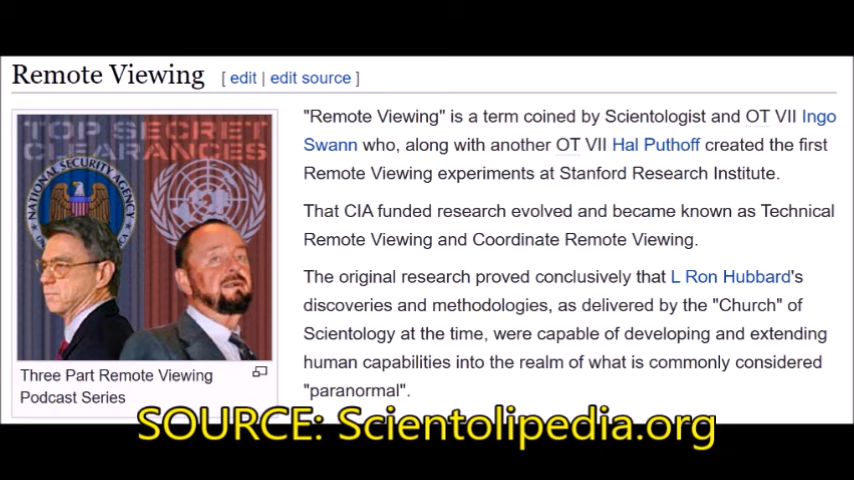 Remote Viewing [ edit | edit source ]
TOP SECRET
CLEARANCES
NATIONAL SECURITY AGENCY
Three Part Remote Viewing
Podcast Series
"Remote Viewing" is a term coined by Scientologist and OT VII Ingo
Swann who, along with another OT VII Hal Puthoff created the first
Remote Viewing experiments at Stanford Research Institute.
That CIA funded research evolved and became known as Technical
Remote Viewing and Coordinate Remote Viewing.
The original research proved conclusively that L Ron Hubbard's
discoveries and methodologies, as delivered by the "Church" of
Scientology at the time, were capable of developing and extending
human capabilities into the realm of what is commonly considered
"paranormal".
SOURCE: Scientolipedia.org